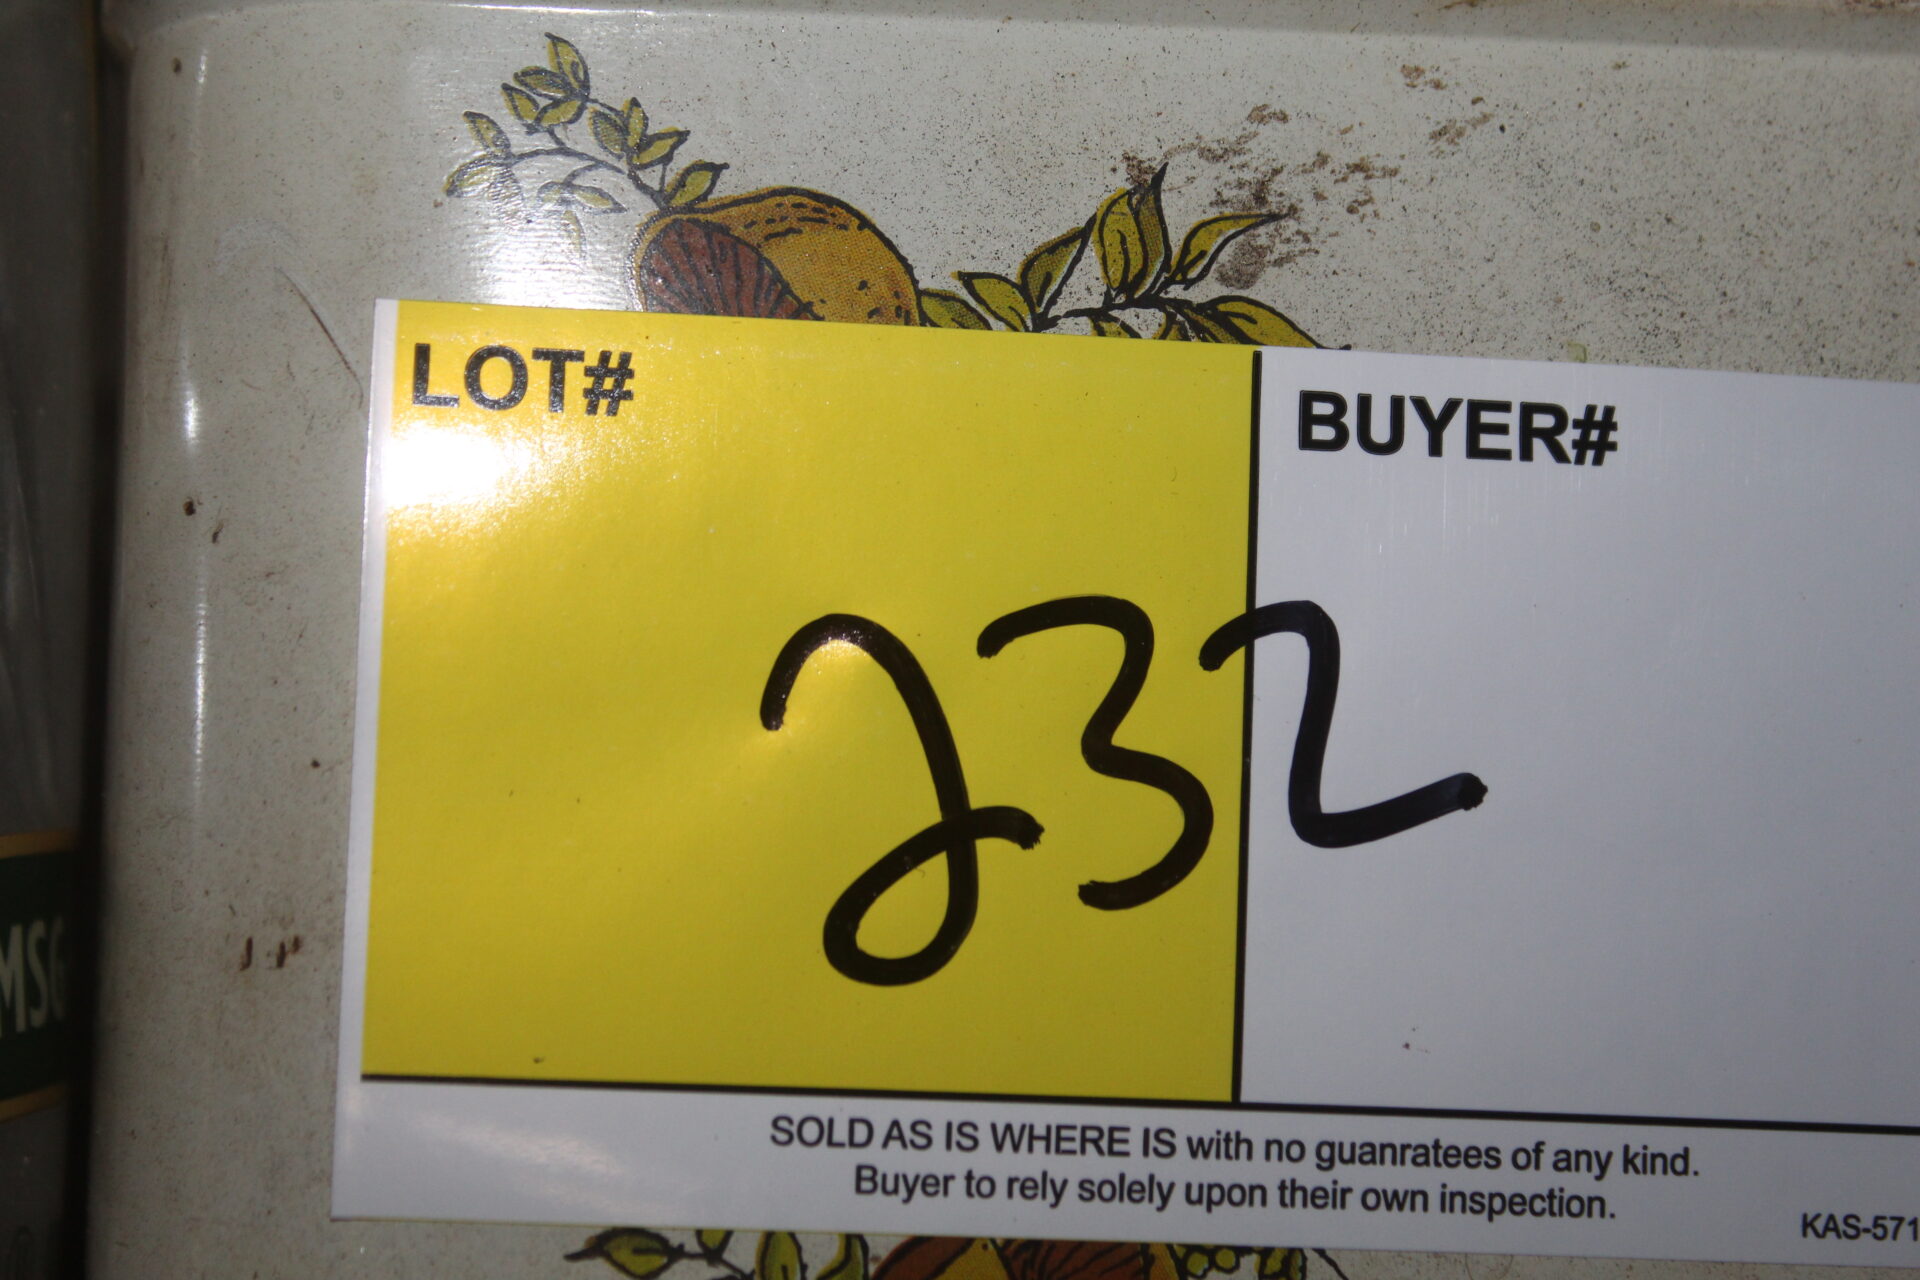 LOT#
BUYER#
232
SOLD AS IS WHERE IS with no guanratees of any kind.
Buyer to rely solely upon their own inspection.
KAS-571
MSG